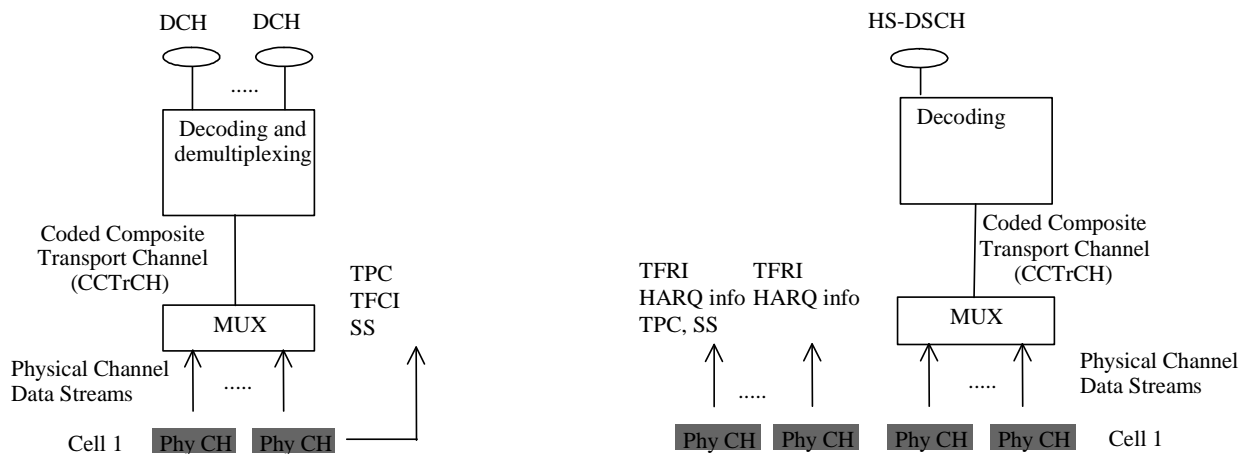 DCH DCH
.....
Decoding and
demultiplexing
Coded Composite
Transport Channel
(CCTrCH)
TPC
TFCI
SS
MUX
Physical Channel
Data Streams
.....
Cell 1 Phy CH Phy CH
HS-DSCH
Decoding
Coded Composite
Transport Channel
(CCTrCH)
TFRI
HARQ info
TPC, SS
TFRI
HARQ info
MUX
Physical Channel
Data Streams
.....
.....
Phy CH Phy CH Phy CH Phy CH Cell 1